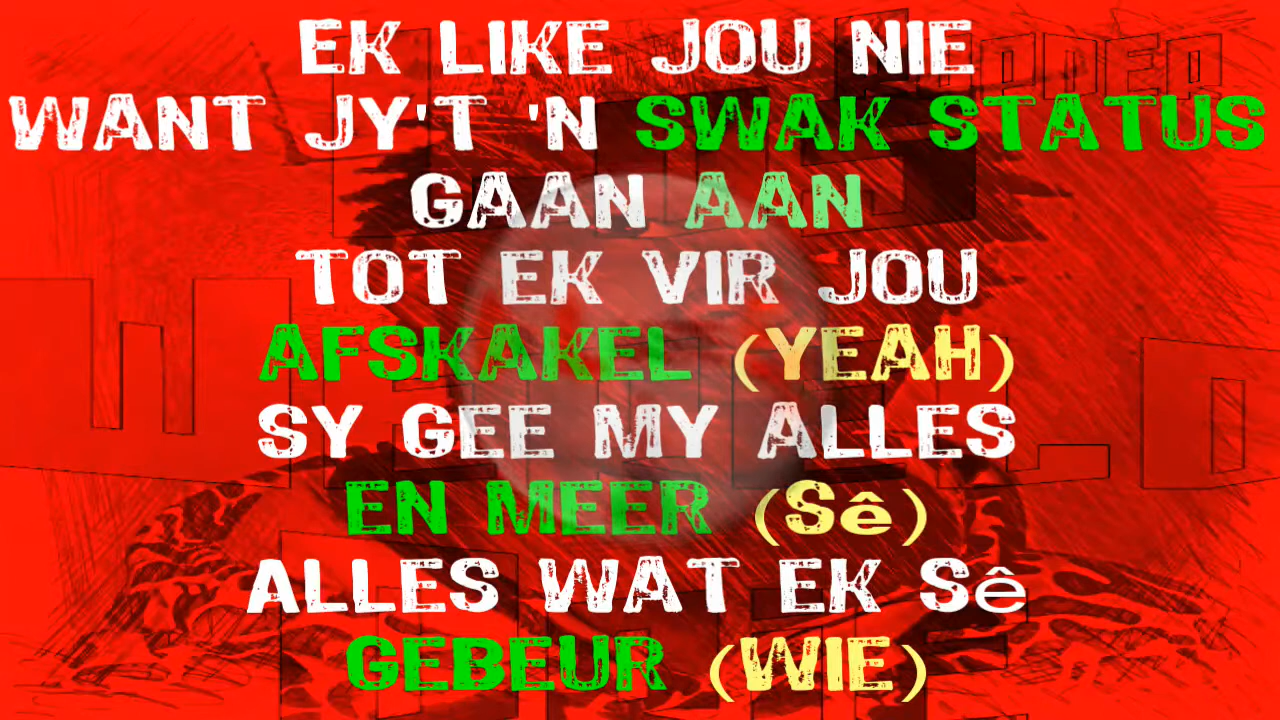 EK LIKE JOU NIE
WANT JY'T 'N SWAK STATUS
GAAN AAN
TOT EK VIR JOU
AFSKAKEL (YEAH)
SY GEE MY ALLES
EN MEER (Sê)
ALLES WAT EK Sê
GEBEUR (WIE)